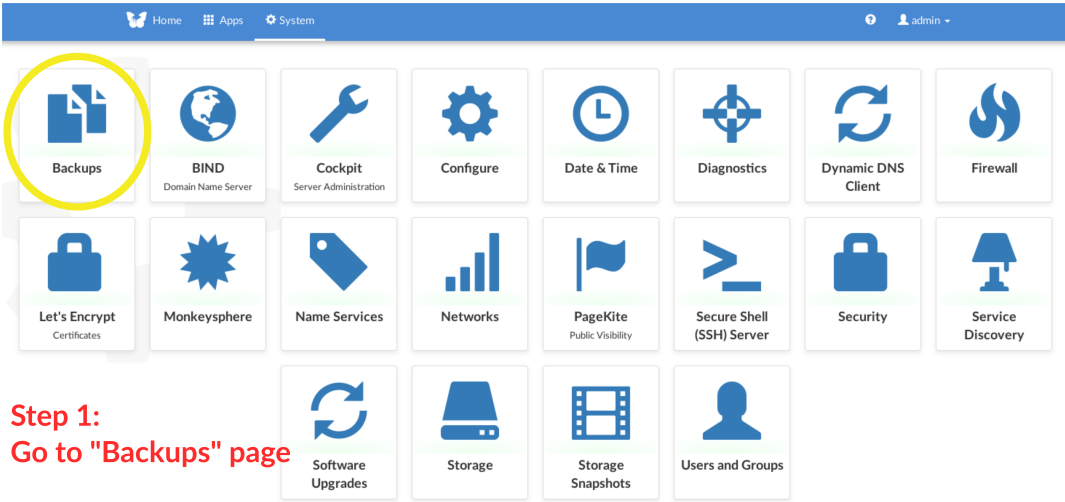 Home Apps System admin
Backups BIND Cockpit Configure Date & Time Diagnostics Dynamic DNS Firewall
Domain Name Server Server Administration Client
Let's Encrypt Monkeysphere Name Services Networks PageKite Secure Shell Security Service
Certificates Public Visibility (SSH) Server Discovery
Step 1:
Go to "Backups" page
Software Storage Storage Users and Groups
Upgrades Snapshots